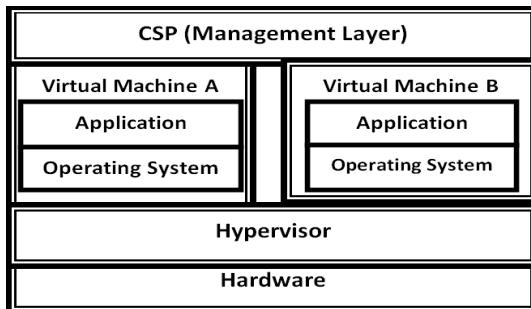 CSP (Management Layer)
Virtual Machine A
Application
Operating System
Virtual Machine B
Application
Operating System
Hypervisor
Hardware